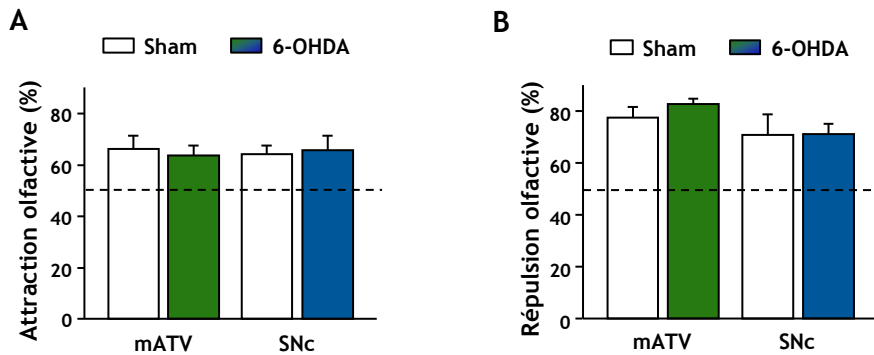 A
Sham 6-OHDA
Attraction olfactive (%)
80
60
40
20
0
mATV SNc
B
Sham 6-OHDA
Répulsion olfactive (%)
80
60
40
20
0
mATV SNc